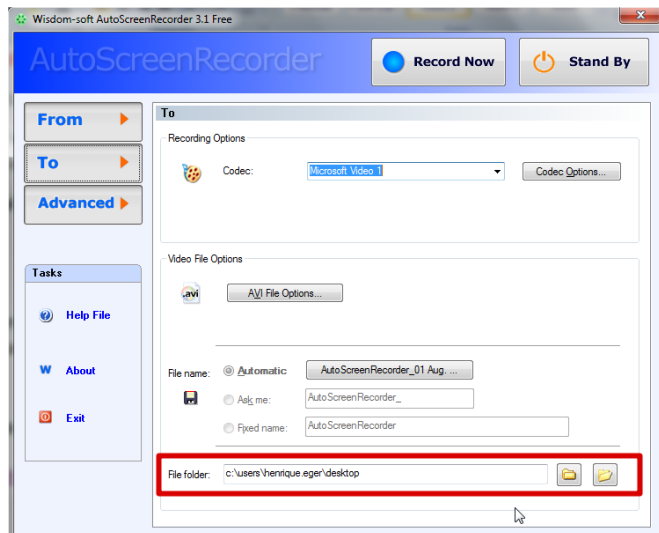 Wisdom-soft AutoScreenRecorder 3.1 Free
AutoScreenRecorder
Record Now
Stand By
From
To
Advanced
Tasks
Help File
W About
Exit
To
Recording Options
Codec: Microsoft Video 1 Codec Options...
Video File Options
.avi AVI File Options...
File name: Automatic AutoScreenRecorder_01 Aug. ...
Ask me: AutoScreenRecorder_
Fixed name: AutoScreenRecorder
File folder: c:\users\henrique.eger\desktop